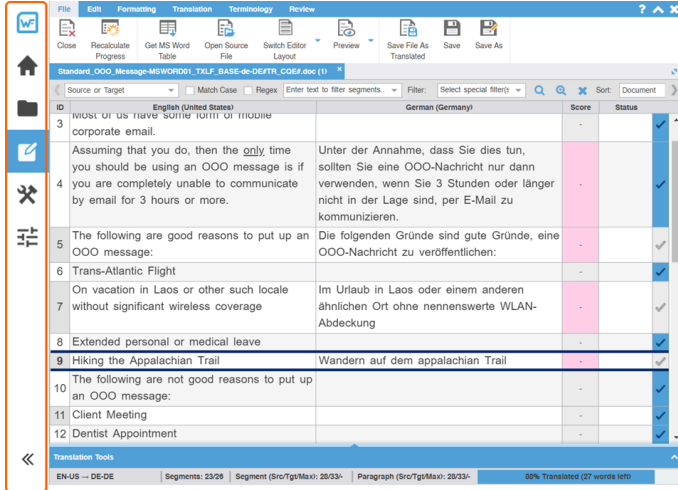 WF
File Edit Formatting Translation Terminology Review
Close Recalculate Progress Get MS Word Table Open Source File Switch Editor Layout Preview Save File As Translated Save Save As
Standard_OOO_Message-MSWORD01_TXLF_BASE-de-DE#TR_CQE#.doc (1)
Source or Target Match Case Regex Enter text to filter segments.. Filter: Select special filter(s Sort: Document
ID English (United States) German (Germany) Score Status
3 Most of us have some form of mobile
corporate email. -
4 Assuming that you do, then the only time
you should be using an OOO message is if
you are completely unable to communicate
by email for 3 hours or more.
Unter der Annahme, dass Sie dies tun,
sollten Sie eine OOO-Nachricht nur dann
verwenden, wenn Sie 3 Stunden oder länger
nicht in der Lage sind, per E-Mail zu
kommunizieren. -
5 The following are good reasons to put up an
OOO message:
Die folgenden Gründe sind gute Gründe, eine
OOO-Nachricht zu veröffentlichen: -
6 Trans-Atlantic Flight -
7 On vacation in Laos or other such locale
without significant wireless coverage
Im Urlaub in Laos oder einem anderen
ähnlichen Ort ohne nennenswerte WLAN-
Abdeckung -
8 Extended personal or medical leave -
9 Hiking the Appalachian Trail Wandern auf dem appalachian Trail -
10 The following are not good reasons to put up
an OOO message: -
11 Client Meeting -
12 Dentist Appointment -
Translation Tools
EN-US → DE-DE Segments: 23/26 Segment (Src/Tgt/Max): 28/33/- Paragraph (Src/Tgt/Max): 28/33/- 88% Translated (27 words left)